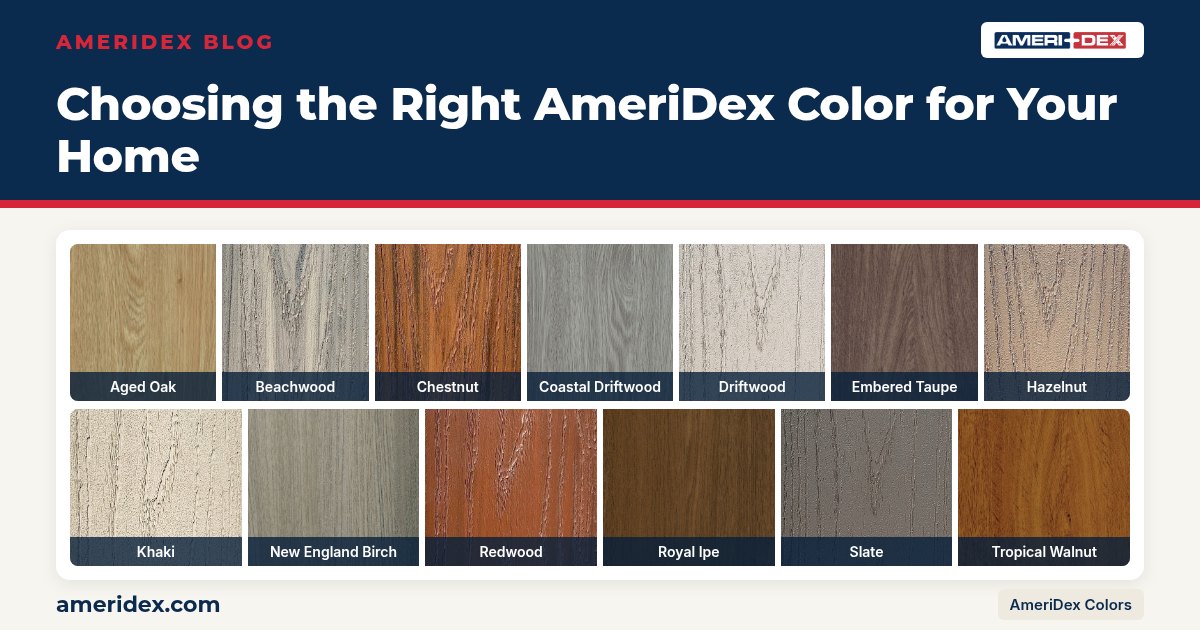 AMERIDEX BLOG
AMERI-DEX
Choosing the Right AmeriDex Color for Your
Home
Aged Oak
Beachwood
Chestnut
Coastal Driftwood
Driftwood
Embered Taupe
Hazelnut
Khaki
New England Birch
Redwood
Royal Ipe
Slate
Tropical Walnut
ameridex.com
AmeriDex Colors